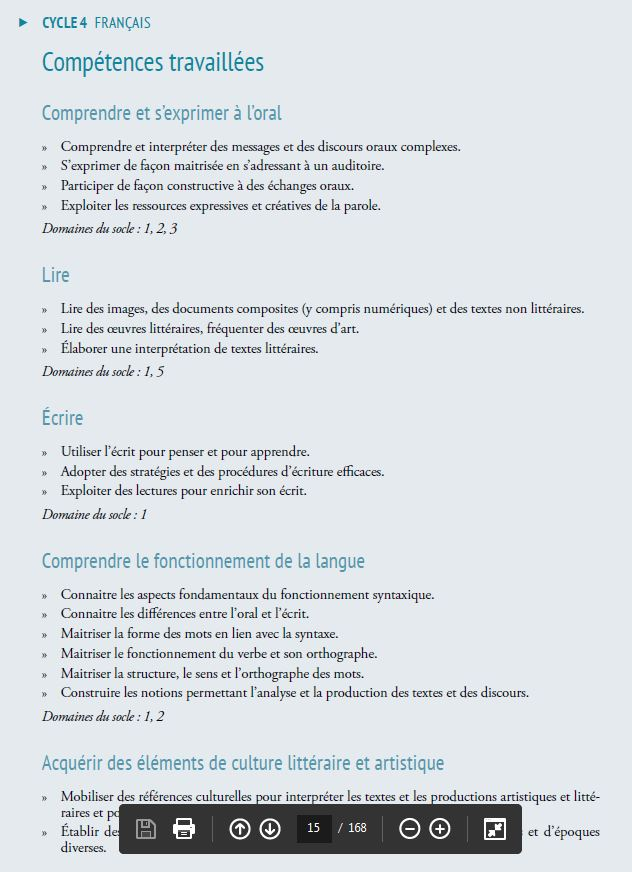 ▶ CYCLE 4 FRANÇAIS
Compétences travaillées
Comprendre et s'exprimer à l'oral
» Comprendre et interpréter des messages et des discours oraux complexes.
» S'exprimer de façon maitrisée en s'adressant à un auditoire.
» Participer de façon constructive à des échanges oraux.
» Exploiter les ressources expressives et créatives de la parole.
Domaines du socle : 1, 2, 3
Lire
» Lire des images, des documents composites (y compris numériques) et des textes non littéraires.
» Lire des œuvres littéraires, fréquenter des œuvres d'art.
» Élaborer une interprétation de textes littéraires.
Domaines du socle : 1, 5
Écrire
» Utiliser l'écrit pour penser et pour apprendre.
» Adopter des stratégies et des procédures d'écriture efficaces.
» Exploiter des lectures pour enrichir son écrit.
Domaine du socle : 1
Comprendre le fonctionnement de la langue
» Connaitre les aspects fondamentaux du fonctionnement syntaxique.
» Connaitre les différences entre l'oral et l'écrit.
» Maitriser la forme des mots en lien avec la syntaxe.
» Maitriser le fonctionnement du verbe et son orthographe.
» Maitriser la structure, le sens et l'orthographe des mots.
» Construire les notions permettant l'analyse et la production des textes et des discours.
Domaines du socle : 1, 2
Acquérir des éléments de culture littéraire et artistique
» Mobiliser des références culturelles pour interpréter les textes et les productions artistiques et litté-
raires et po
» Établir des et d'époques
diverses.
15 / 168